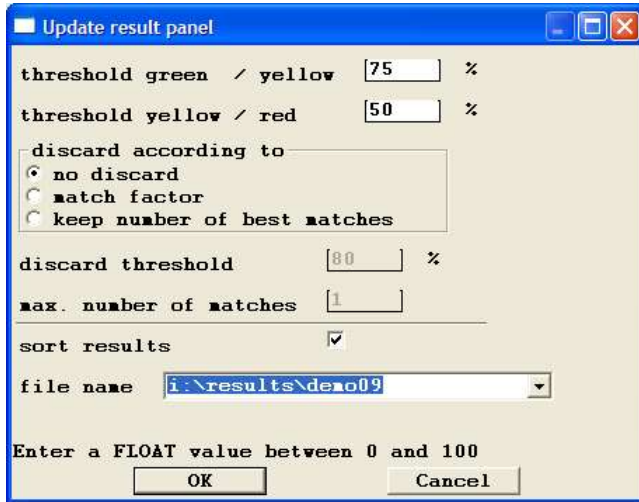 Update result panel
threshold green / yellow 75 %
threshold yellow / red 50 %
discard according to
no discard
match factor
keep number of best matches
discard threshold 80 %
max. number of matches 1
sort results
file name i:\results\demo09
Enter a FLOAT value between 0 and 100
OK Cancel